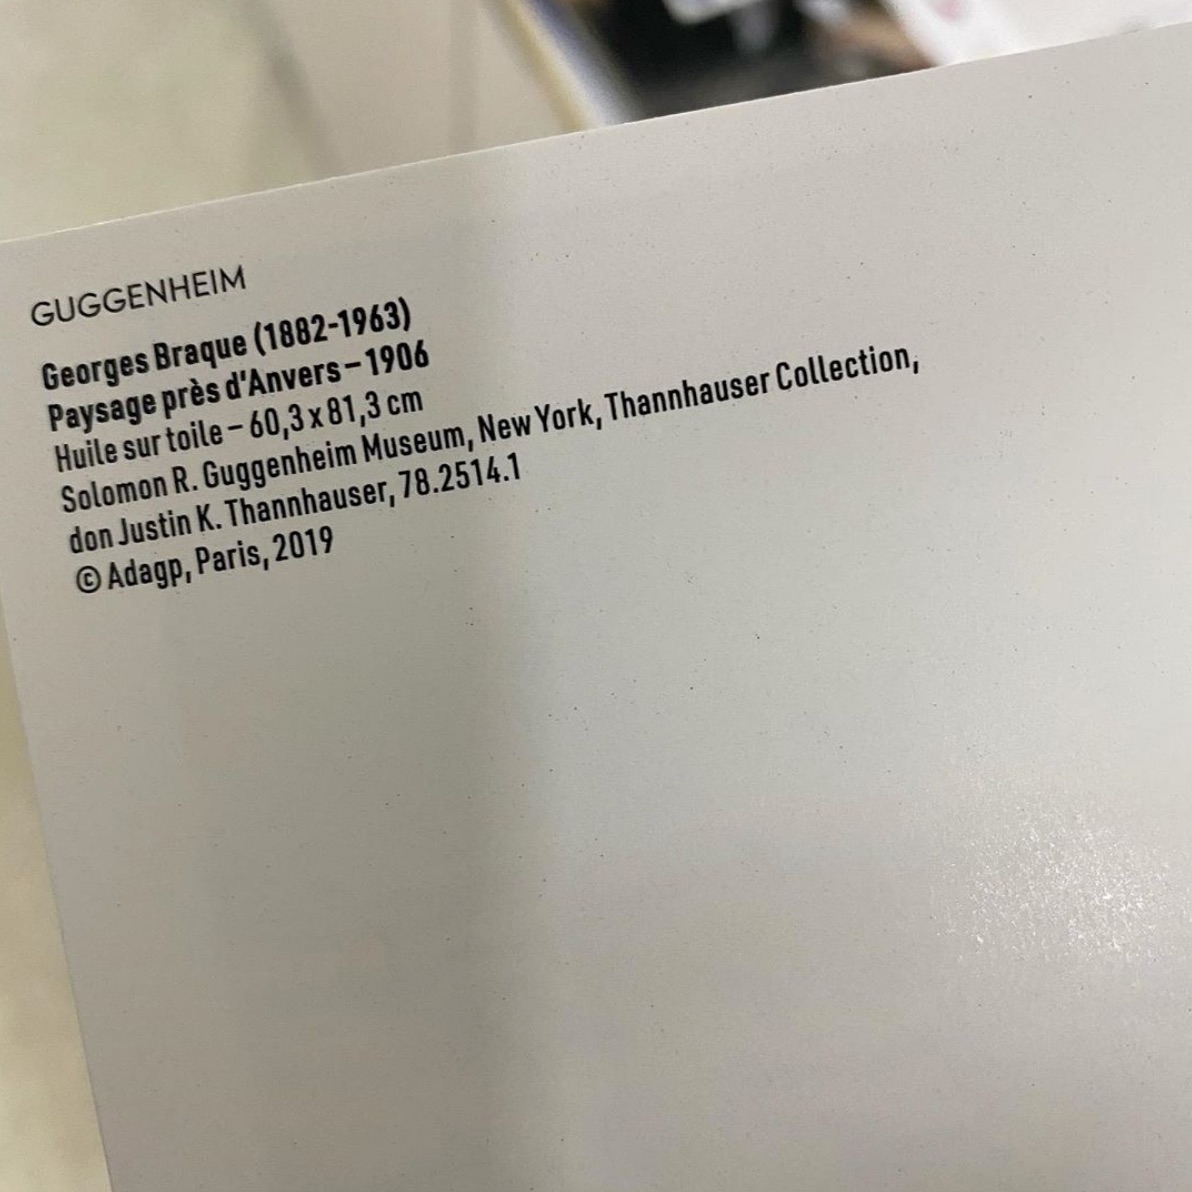 GUGGENHEIM
Georges Braque (1882-1963)
Paysage près d'Anvers – 1906
Huile sur toile – 60,3 x 81,3 cm
Solomon R. Guggenheim Museum, New York, Thannhauser Collection,
don Justin K. Thannhauser, 78.2514.1
© Adagp, Paris, 2019